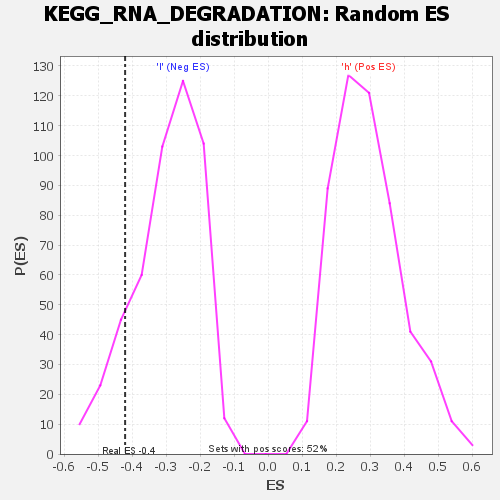 KEGG_RNA_DEGRADATION: Random ES
distribution
'l' (Neg ES)
'h' (Pos ES)
130
120
110
100
90
80
70
60
50
40
30
20
10
0
P(ES)
Real ES -0.4
Sets with pos scores: 52%
-0.6 -0.5 -0.4 -0.3 -0.2 -0.1 0.0 0.1 0.2 0.3 0.4 0.5 0.6
ES